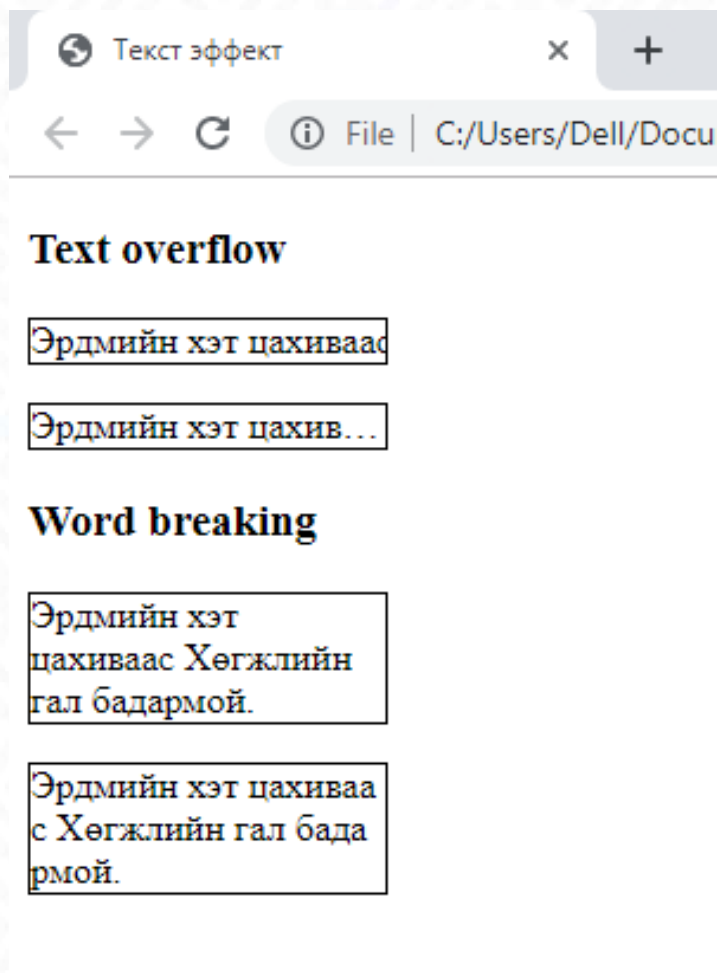 Текст эффект
File | C:/Users/Dell/Docu
Text overflow
Эрдмийн хэт цахиваас
Эрдмийн хэт цахив…
Word breaking
Эрдмийн хэт
цахиваас Хөгжлийн
гал бадармой.
Эрдмийн хэт цахиваа
с Хөгжлийн гал бада
рмой.